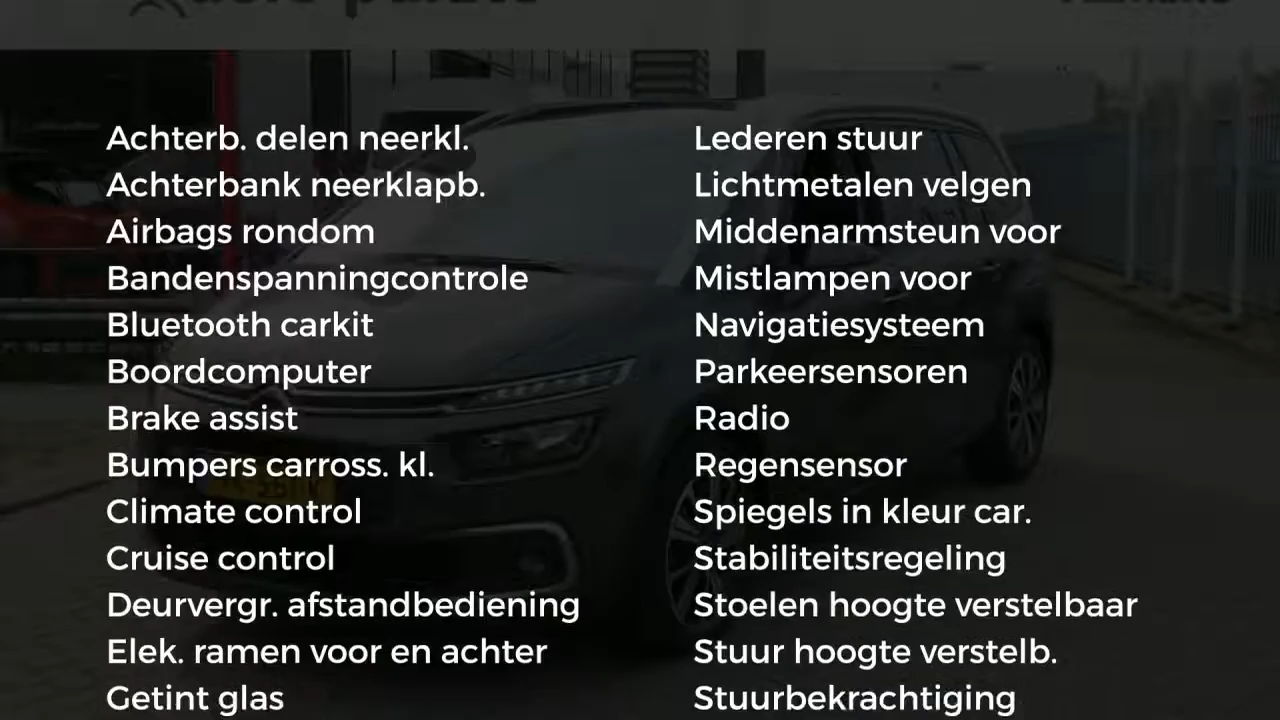 Achterb. delen neerkl.
Achterbank neerklapb.
Airbags rondom
Bandenspanningcontrole
Bluetooth carkit
Boordcomputer
Brake assist
Bumpers carross. kl.
Climate control
Cruise control
Deurvergr. afstandbediening
Elek. ramen voor en achter
Getint glas
Lederen stuur
Lichtmetalen velgen
Middenarmsteun voor
Mistlampen voor
Navigatiesysteem
Parkeersensoren
Radio
Regensensor
Spiegels in kleur car.
Stabiliteitsregeling
Stoelen hoogte verstelbaar
Stuur hoogte verstelb.
Stuurbekrachtiging